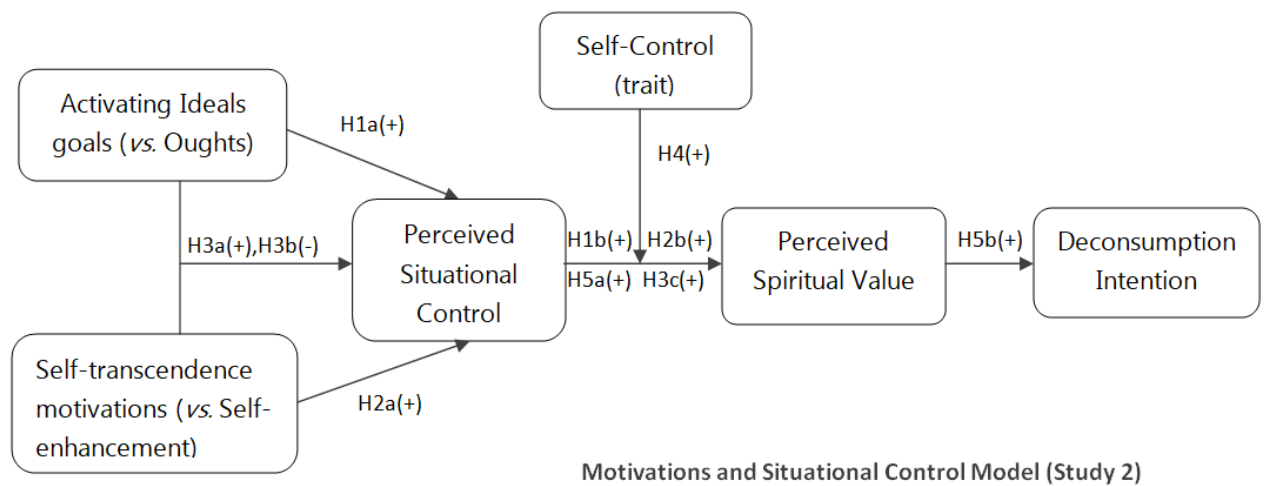 Self-Control
(trait)
Activating Ideals
goals (vs. Oughts)
H1a(+)
H4(+)
H3a(+),H3b(-)
Perceived
Situational
Control
H1b(+) H2b(+)
H5a(+) H3c(+)
Perceived
Spiritual Value
H5b(+)
Deconsumption
Intention
Self-transcendence
motivations (vs. Self-
enhancement)
H2a(+)
Motivations and Situational Control Model (Study 2)